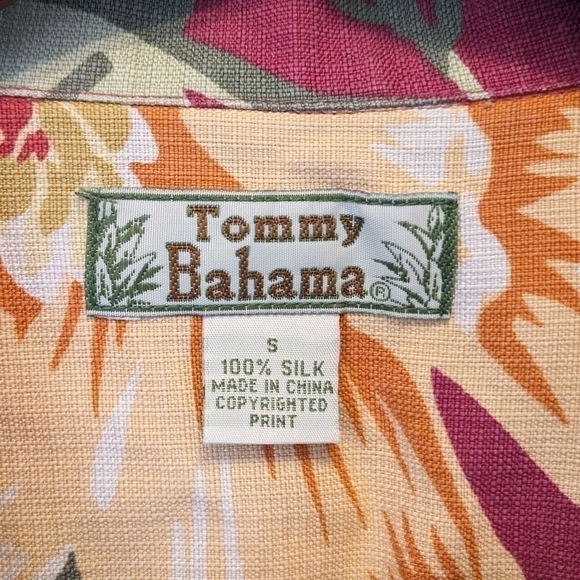 Tommy
Bahama®
S
100% SILK
MADE IN CHINA
COPYRIGHTED
PRINT